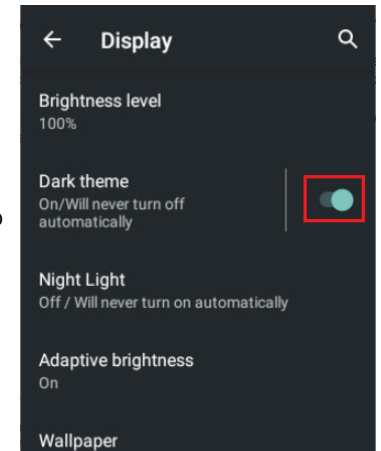 Display
Brightness level
100%
Dark theme
On/Will never turn off
automatically
Night Light
Off / Will never turn on automatically
Adaptive brightness
On
Wallpaper